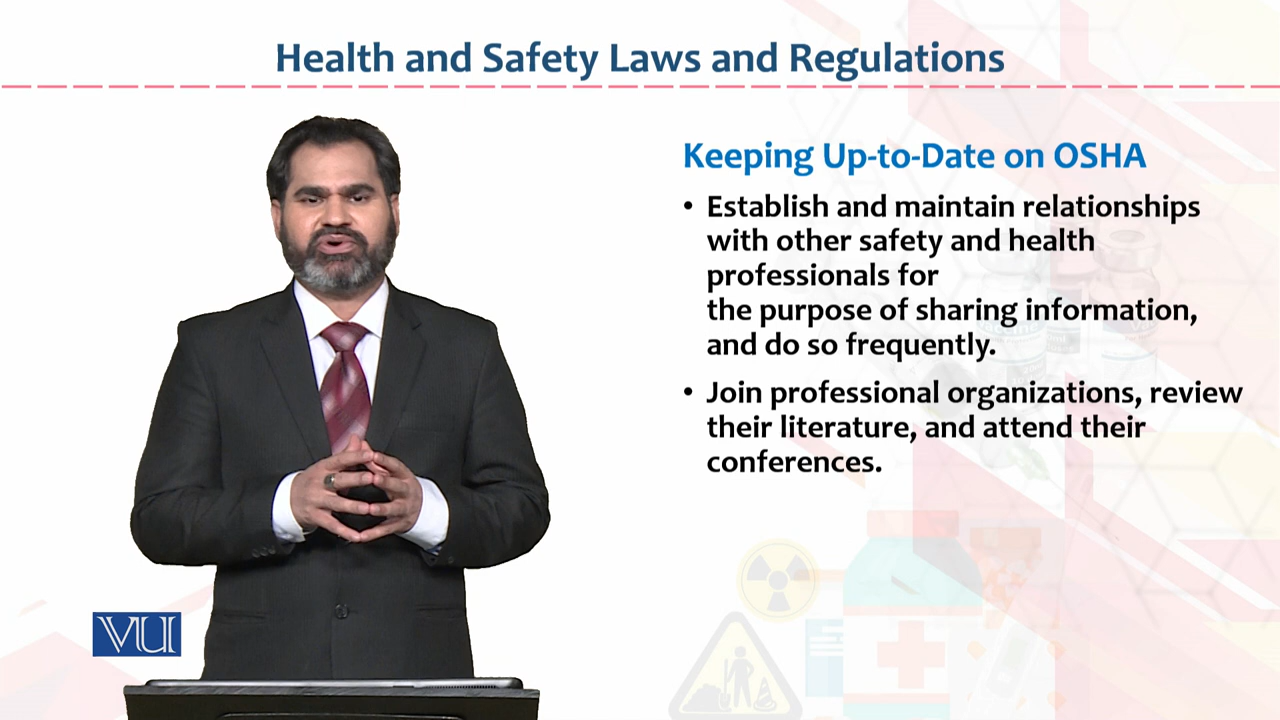 Health and Safety Laws and Regulations
Keeping Up-to-Date on OSHA
• Establish and maintain relationships
with other safety and health
professionals for
the purpose of sharing information,
and do so frequently.
• Join professional organizations, review
their literature, and attend their
conferences.
VU